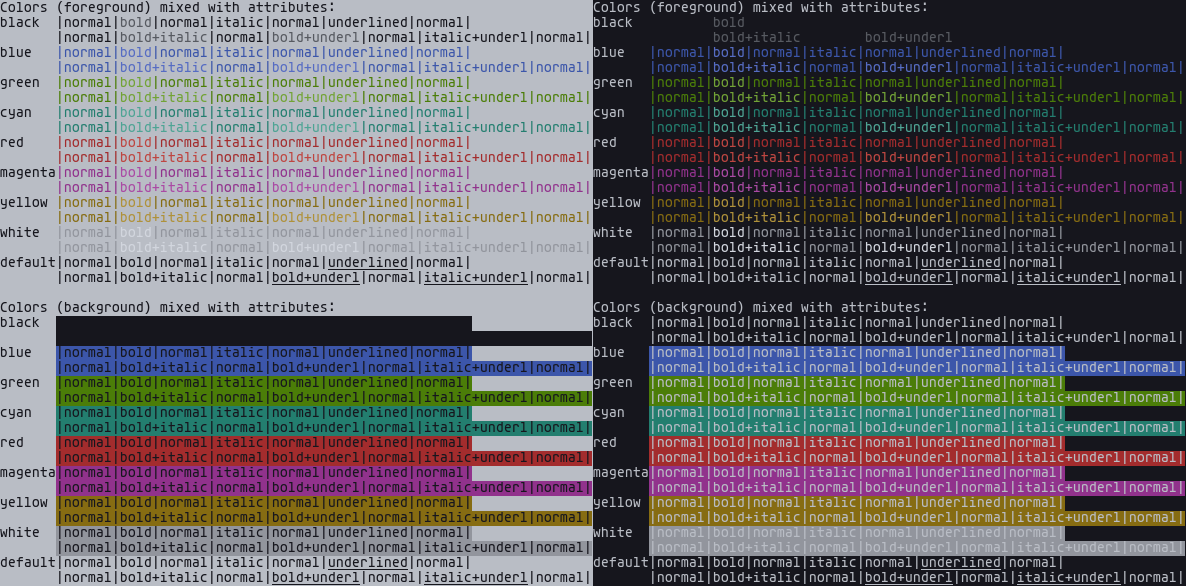 Colors (foreground) mixed with attributes:
black |normal|bold|normal|italic|normal|underlined|normal|
|normal|bold+italic|normal|bold+underl|normal|italic+underl|normal|
blue |normal|bold|normal|italic|normal|underlined|normal|
|normal|bold+italic|normal|bold+underl|normal|italic+underl|normal|
green |normal|bold|normal|italic|normal|underlined|normal|
|normal|bold+italic|normal|bold+underl|normal|italic+underl|normal|
cyan |normal|bold|normal|italic|normal|underlined|normal|
|normal|bold+italic|normal|bold+underl|normal|italic+underl|normal|
red |normal|bold|normal|italic|normal|underlined|normal|
|normal|bold+italic|normal|bold+underl|normal|italic+underl|normal|
magenta |normal|bold|normal|italic|normal|underlined|normal|
|normal|bold+italic|normal|bold+underl|normal|italic+underl|normal|
yellow |normal|bold|normal|italic|normal|underlined|normal|
|normal|bold+italic|normal|bold+underl|normal|italic+underl|normal|
white |normal|bold|normal|italic|normal|underlined|normal|
|normal|bold+italic|normal|bold+underl|normal|italic+underl|normal|
default |normal|bold|normal|italic|normal|underlined|normal|
|normal|bold+italic|normal|bold+underl|normal|italic+underl|normal|
Colors (background) mixed with attributes:
black
blue |normal|bold|normal|italic|normal|underlined|normal|
|normal|bold+italic|normal|bold+underl|normal|italic+underl|normal|
green |normal|bold|normal|italic|normal|underlined|normal|
|normal|bold+italic|normal|bold+underl|normal|italic+underl|normal|
cyan |normal|bold|normal|italic|normal|underlined|normal|
|normal|bold+italic|normal|bold+underl|normal|italic+underl|normal|
red |normal|bold|normal|italic|normal|underlined|normal|
|normal|bold+italic|normal|bold+underl|normal|italic+underl|normal|
magenta |normal|bold|normal|italic|normal|underlined|normal|
|normal|bold+italic|normal|bold+underl|normal|italic+underl|normal|
yellow |normal|bold|normal|italic|normal|underlined|normal|
|normal|bold+italic|normal|bold+underl|normal|italic+underl|normal|
white |normal|bold|normal|italic|normal|underlined|normal|
|normal|bold+italic|normal|bold+underl|normal|italic+underl|normal|
default |normal|bold|normal|italic|normal|underlined|normal|
|normal|bold+italic|normal|bold+underl|normal|italic+underl|normal|
Colors (foreground) mixed with attributes:
black bold
bold+italic bold+underl
blue |normal|bold|normal|italic|normal|underlined|normal|
|normal|bold+italic|normal|bold+underl|normal|italic+underl|normal|
green |normal|bold|normal|italic|normal|underlined|normal|
|normal|bold+italic|normal|bold+underl|normal|italic+underl|normal|
cyan |normal|bold|normal|italic|normal|underlined|normal|
|normal|bold+italic|normal|bold+underl|normal|italic+underl|normal|
red |normal|bold|normal|italic|normal|underlined|normal|
|normal|bold+italic|normal|bold+underl|normal|italic+underl|normal|
magenta |normal|bold|normal|italic|normal|underlined|normal|
|normal|bold+italic|normal|bold+underl|normal|italic+underl|normal|
yellow |normal|bold|normal|italic|normal|underlined|normal|
|normal|bold+italic|normal|bold+underl|normal|italic+underl|normal|
white |normal|bold|normal|italic|normal|underlined|normal|
|normal|bold+italic|normal|bold+underl|normal|italic+underl|normal|
default |normal|bold|normal|italic|normal|underlined|normal|
|normal|bold+italic|normal|bold+underl|normal|italic+underl|normal|
Colors (background) mixed with attributes:
black |normal|bold|normal|italic|normal|underlined|normal|
|normal|bold+italic|normal|bold+underl|normal|italic+underl|normal|
blue |normal|bold|normal|italic|normal|underlined|normal|
|normal|bold+italic|normal|bold+underl|normal|italic+underl|normal|
green |normal|bold|normal|italic|normal|underlined|normal|
|normal|bold+italic|normal|bold+underl|normal|italic+underl|normal|
cyan |normal|bold|normal|italic|normal|underlined|normal|
|normal|bold+italic|normal|bold+underl|normal|italic+underl|normal|
red |normal|bold|normal|italic|normal|underlined|normal|
|normal|bold+italic|normal|bold+underl|normal|italic+underl|normal|
magenta |normal|bold|normal|italic|normal|underlined|normal|
|normal|bold+italic|normal|bold+underl|normal|italic+underl|normal|
yellow |normal|bold|normal|italic|normal|underlined|normal|
|normal|bold+italic|normal|bold+underl|normal|italic+underl|normal|
white |normal|bold|normal|italic|normal|underlined|normal|
|normal|bold+italic|normal|bold+underl|normal|italic+underl|normal|
default |normal|bold|normal|italic|normal|underlined|normal|
|normal|bold+italic|normal|bold+underl|normal|italic+underl|normal|